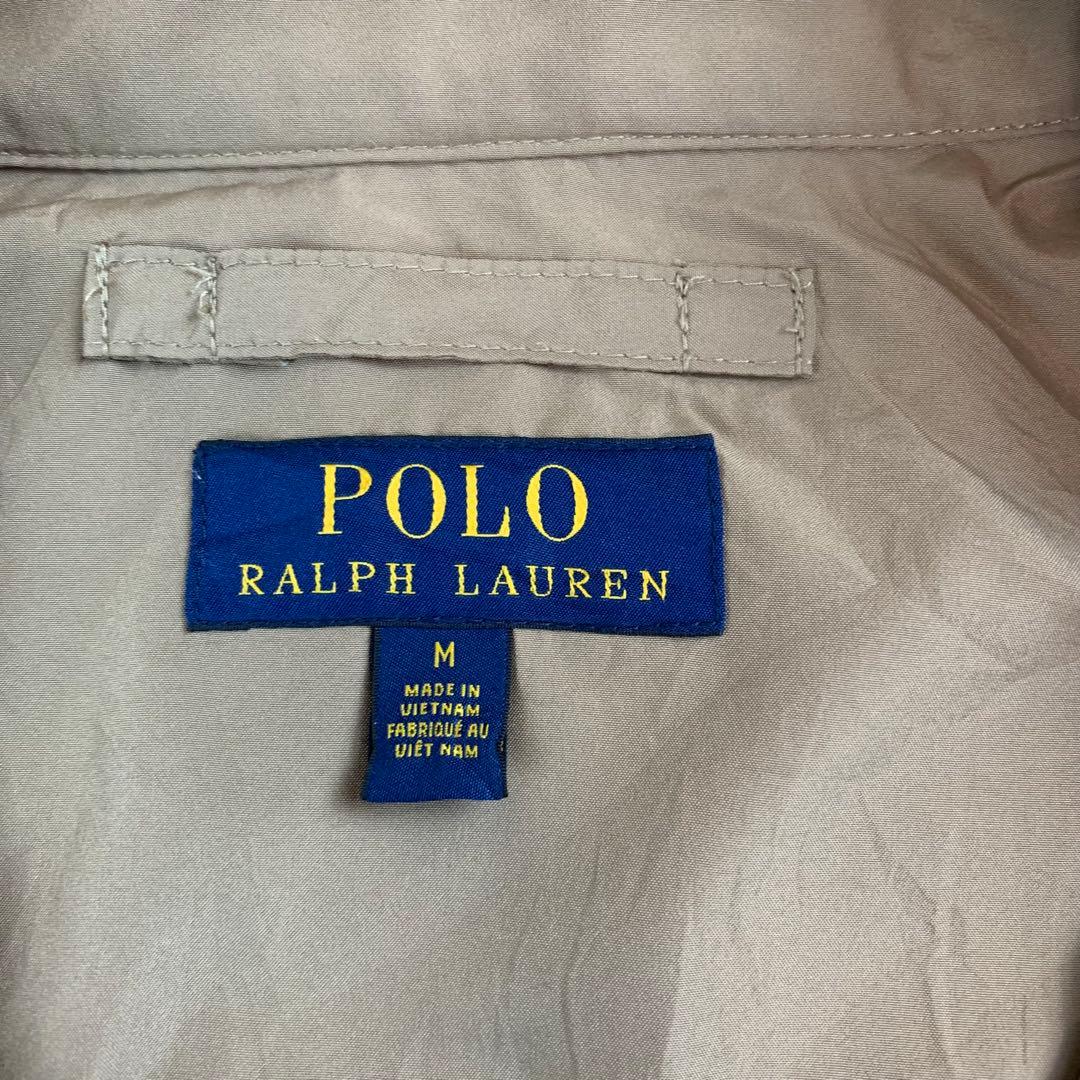 POLO
RALPH LAUREN
M
MADE IN
VIETNAM
FABRIQUÉ AU
VIÊT NAM